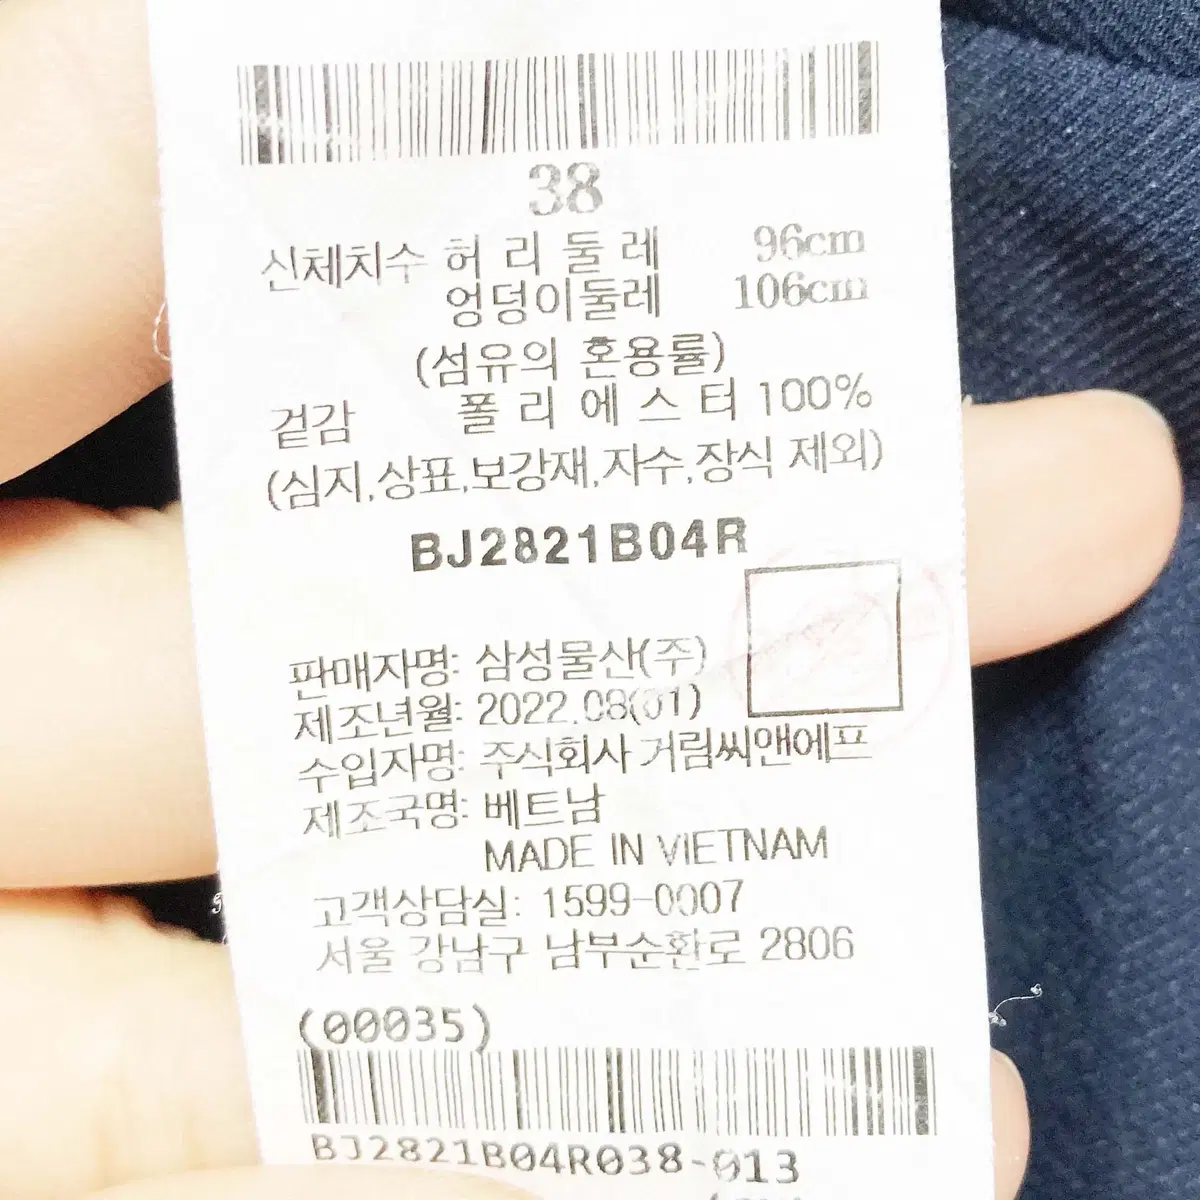 38
신체치수 허 리 둘 레 96cm
엉덩이둘레 106cm
(섬유의 혼용률)
겉감 폴 리 에 스 터 100%
(심지,상표,보강재,자수,장식 제외)
BJ2821B04R
판매자명: 삼성물산(주)
제조년월: 2022.08(01)
수입자명: 주식회사 거림씨앤에프
제조국명: 베트남
MADE IN VIETNAM
고객상담실: 1599-0007
서울 강남구 남부순환로 2806
(00035)
BJ2821B04R038-013